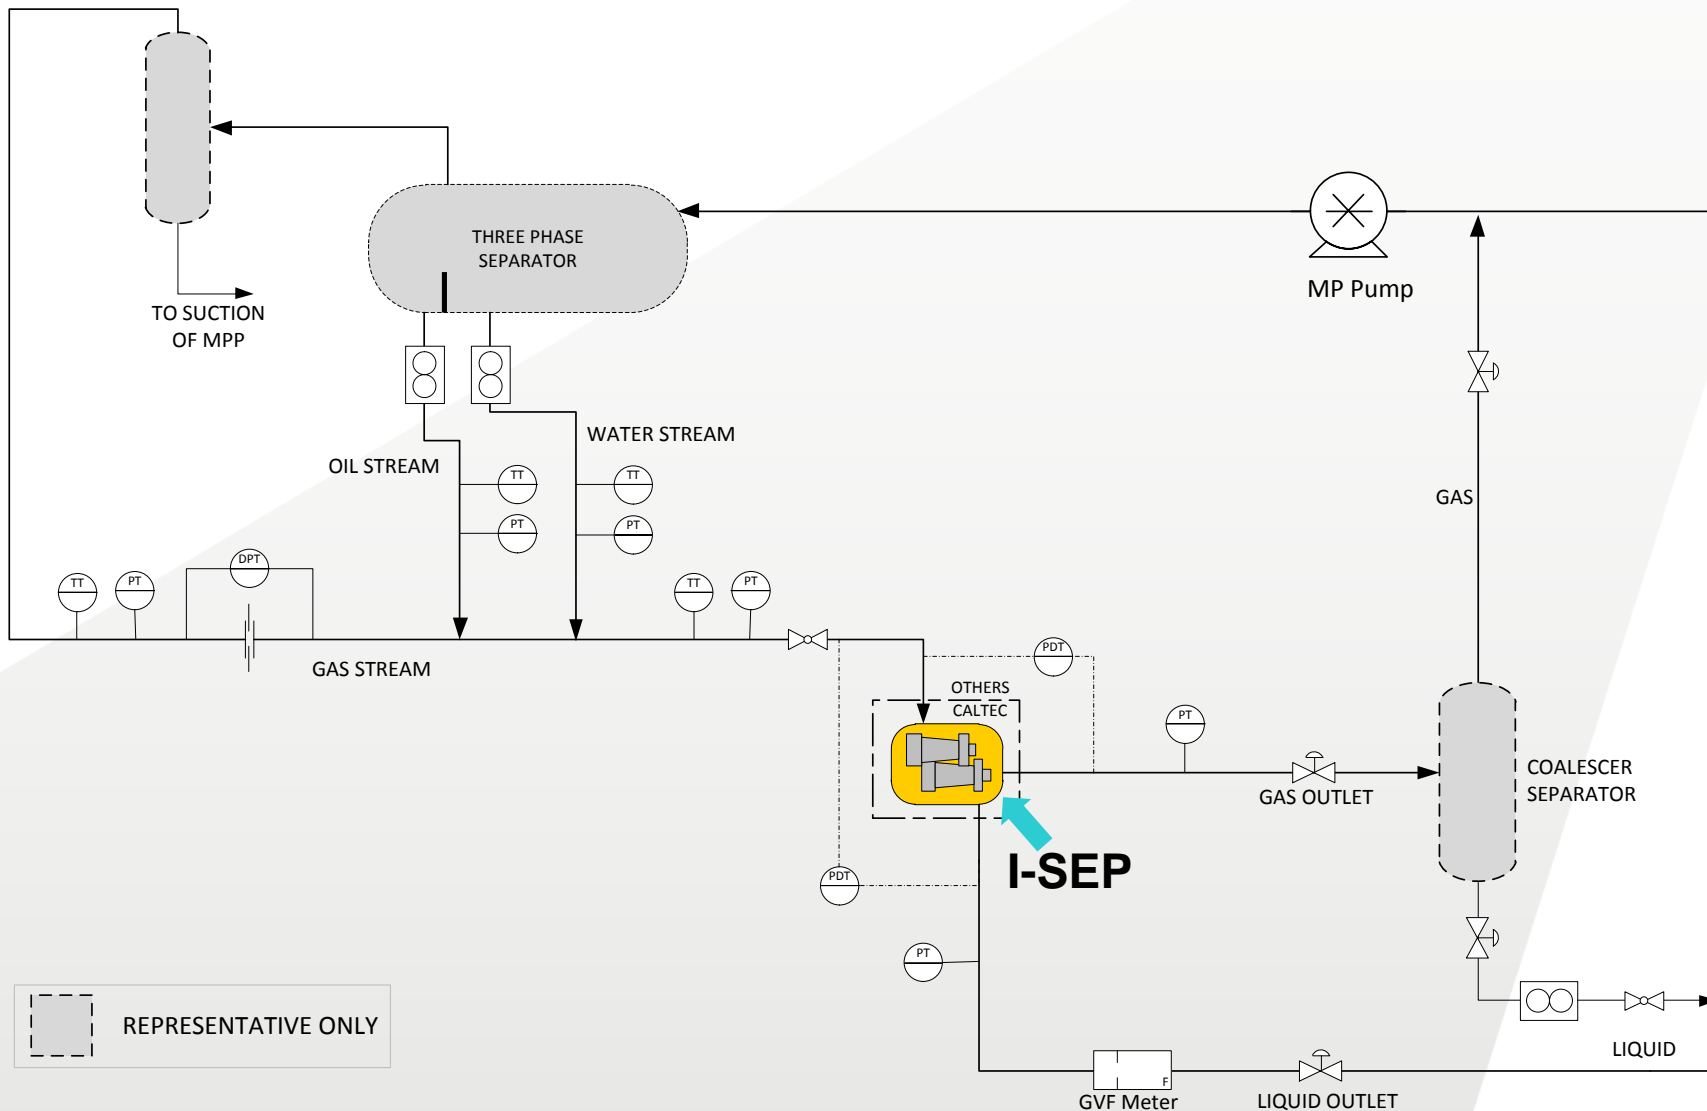 THREE PHASE
SEPARATOR
TO SUCTION
OF MPP
MP Pump
WATER STREAM
OIL STREAM
TT
TT
PT
PT
GAS
DPT
TT
PT
TT
PT
GAS STREAM
PDT
OTHERS
CALTEC
PT
COALESCER
SEPARATOR
GAS OUTLET
I-SEP
PDT
PT
REPRESENTATIVE ONLY
LIQUID
F
GVF Meter
LIQUID OUTLET